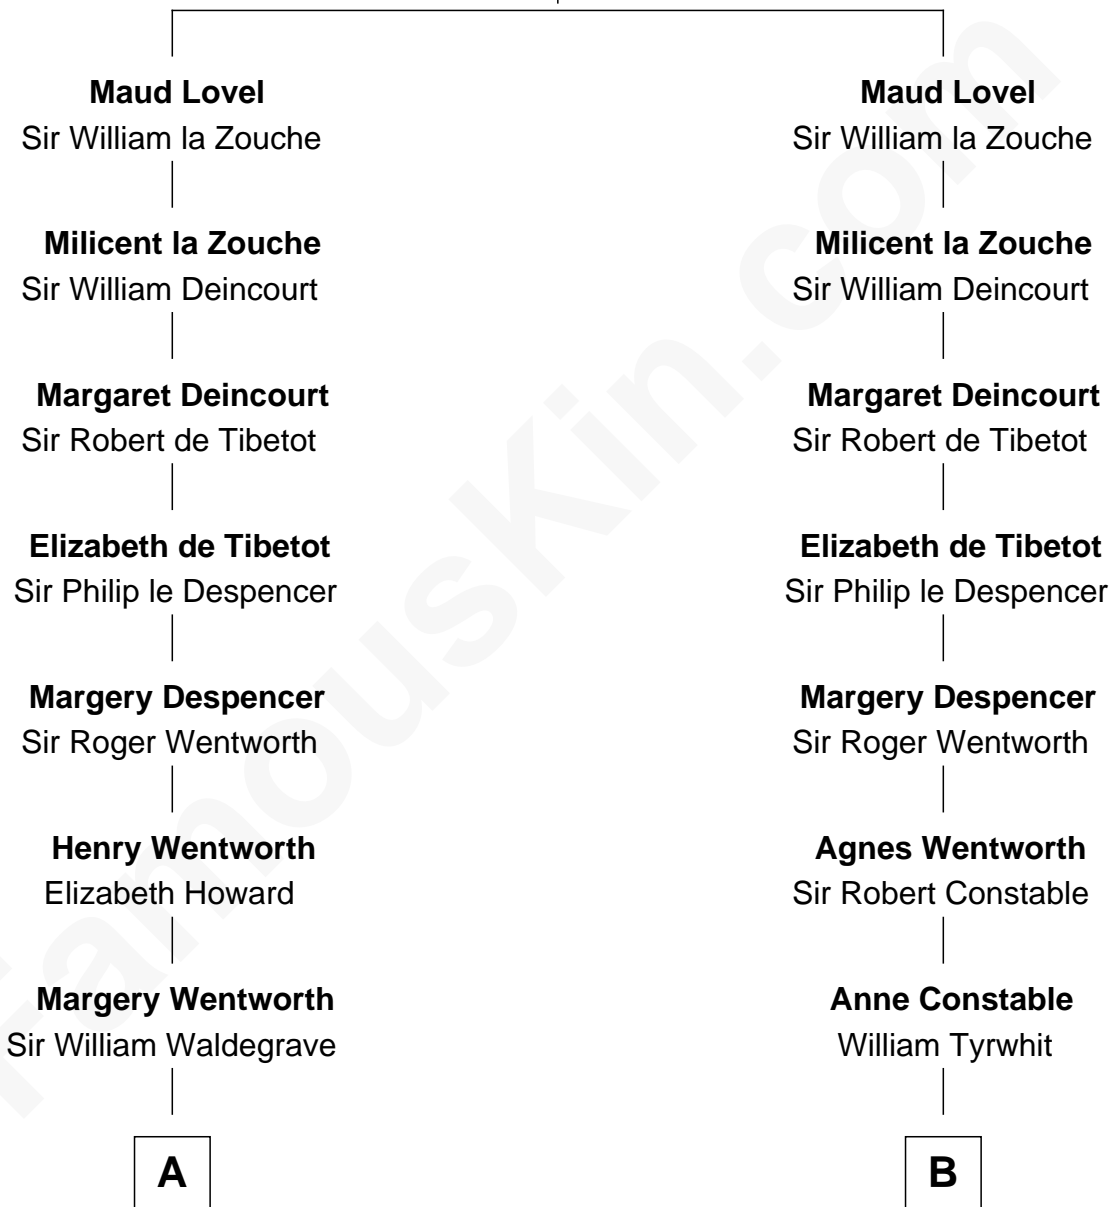 Maud Lovel
Sir William la Zouche
Milicent la Zouche
Sir William Deincourt
Margaret Deincourt
Sir Robert de Tibetot
Elizabeth de Tibetot
Sir Philip le Despencer
Margery Despencer
Sir Roger Wentworth
Henry Wentworth
Elizabeth Howard
Margery Wentworth
Sir William Waldegrave
A
Maud Lovel
Sir William la Zouche
Milicent la Zouche
Sir William Deincourt
Margaret Deincourt
Sir Robert de Tibetot
Elizabeth de Tibetot
Sir Philip le Despencer
Margery Despencer
Sir Roger Wentworth
Agnes Wentworth
Sir Robert Constable
Anne Constable
William Tyrwhit
B
FamousKin.com